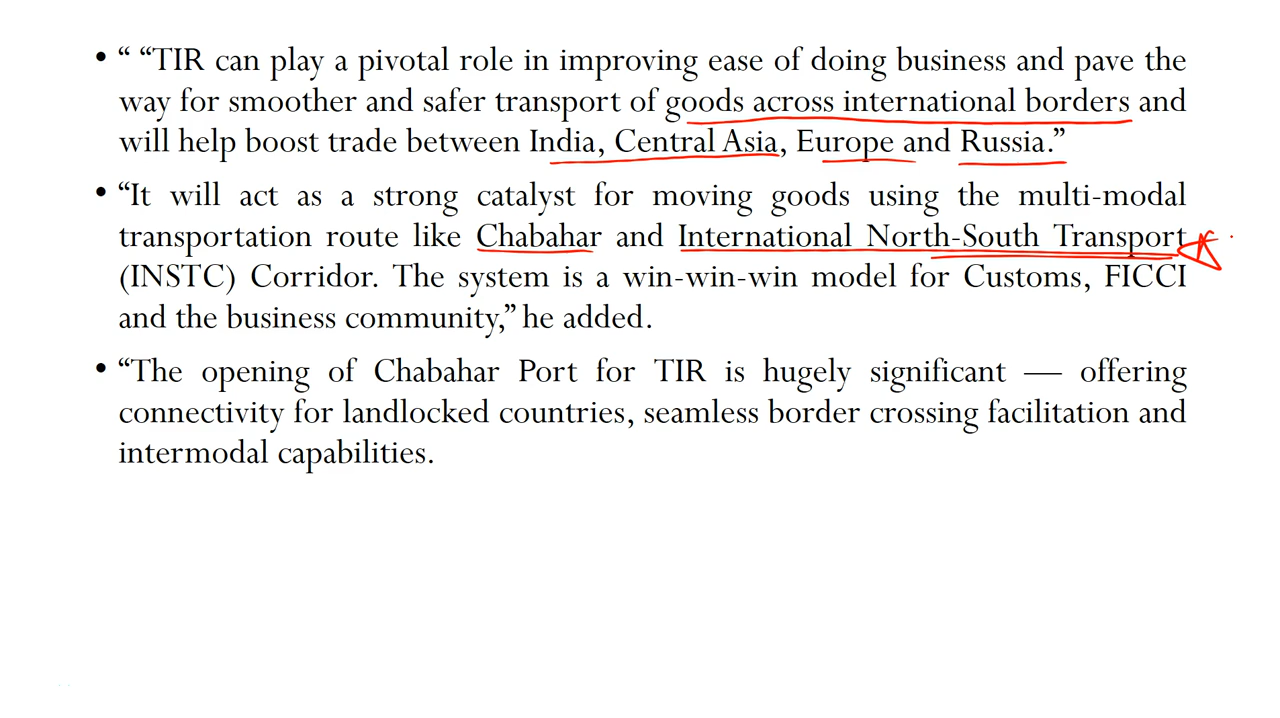 • “ “TIR can play a pivotal role in improving ease of doing business and pave the
way for smoother and safer transport of goods across international borders and
will help boost trade between India, Central Asia, Europe and Russia.”
• “It will act as a strong catalyst for moving goods using the multi-modal
transportation route like Chabahar and International North-South Transport
(INSTC) Corridor. The system is a win-win-win model for Customs, FICCI
and the business community,” he added.
• “The opening of Chabahar Port for TIR is hugely significant — offering
connectivity for landlocked countries, seamless border crossing facilitation and
intermodal capabilities.